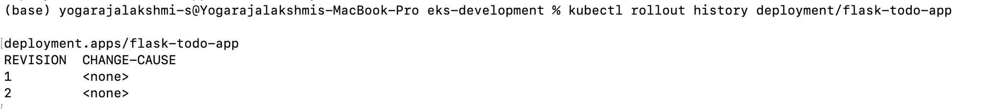 (base) yogarajalakshmi-s@Yogarajalakshmis-MacBook-Pro eks-development % kubectl rollout history deployment/flask-todo-app
[deployment.apps/flask-todo-app
REVISION  CHANGE-CAUSE
1         <none>
2         <none>